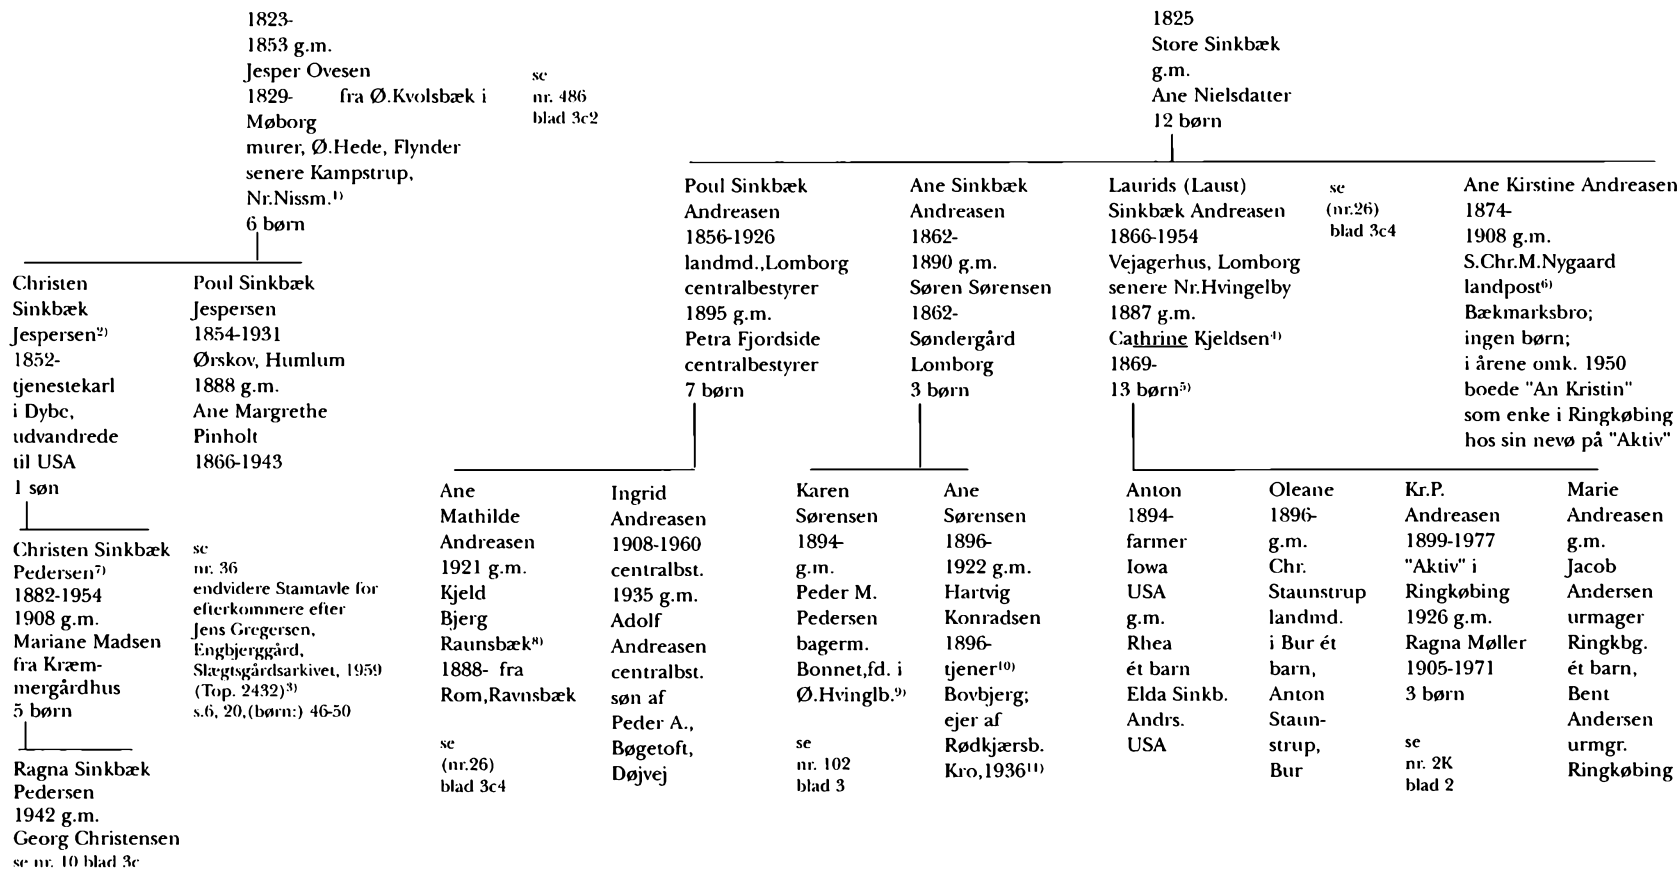 1823-
1853 g.m.
Jesper Ovesen
1829- fra Ø.Kvolsbæk i
Møborg
murer, Ø.Hede, Flynder
senere Kampstrup,
Nr.Nissm.¹⁾
6 børn
se
nr. 486
blad 3c2
1825
Store Sinkbæk
g.m.
Ane Nielsdatter
12 børn
Christen
Sinkbæk
Jespersen²⁾
1852-
tjenestekarl
i Dybe,
udvandrede
til USA
1 søn
Poul Sinkbæk
Jespersen
1854-1931
Ørskov, Humlum
1888 g.m.
Ane Margrethe
Pinholt
1866-1943
Poul Sinkbæk
Andreasen
1856-1926
landmd.,Lomborg
centralbestyrer
1895 g.m.
Petra Fjordside
centralbestyrer
7 børn
Ane Sinkbæk
Andreasen
1862-
1890 g.m.
Søren Sørensen
1862-
Søndergård
Lomborg
3 børn
Laurids (Laust)
Sinkbæk Andreasen
1866-1954
Vejagerhus, Lomborg
senere Nr.Hvingelby
1887 g.m.
Cathrine Kjeldsen⁴⁾
1869-
13 børn⁵⁾
se
(nr.26)
blad 3c4
Ane Kirstine Andreasen
1874-
1908 g.m.
S.Chr.M.Nygaard
landpost⁶⁾
Bækmarksbro;
ingen børn;
i årene omk. 1950
boede "An Kristin"
som enke i Ringkøbing
hos sin nevø på "Aktiv"
Christen Sinkbæk
Pedersen⁷⁾
1882-1954
1908 g.m.
Mariane Madsen
fra Kræm-
mergårdhus
5 børn
se
nr. 36
endvidere Stamtavle for
efterkommere efter
Jens Gregersen,
Engbjerggård,
Slægtsgårdsarkivet, 1959
(Top. 2432)³⁾
s.6, 20,(børn:) 46-50
Ragna Sinkbæk
Pedersen
1942 g.m.
Georg Christensen
se nr. 10 blad 3c
Ane
Mathilde
Andreasen
1921 g.m.
Kjeld
Bjerg
Raunsbæk⁸⁾
1888- fra
Rom,Ravnsbæk
se
(nr.26)
blad 3c4
Ingrid
Andreasen
1908-1960
centralbst.
1935 g.m.
Adolf
Andreasen
centralbst.
søn af
Peder A.,
Bøgetoft,
Døjvej
Karen
Sørensen
1894-
g.m.
Peder M.
Pedersen
bagerm.
Bonnet,fd. i
Ø.Hvinglb.⁹⁾
se
nr. 102
blad 3
Ane
Sørensen
1896-
1922 g.m.
Hartvig
Konradsen
1896-
tjener¹⁰⁾
Bovbjerg;
ejer af
Rødkjærsb.
Kro,1936¹¹⁾
Anton
1894-
farmer
Iowa
USA
g.m.
Rhea
ét barn
Elda Sinkb.
Andrs.
USA
Oleane
1896-
g.m.
Chr.
Staunstrup
landmd.
i Bur ét
barn,
Anton
Staun-
strup,
Bur
Kr.P.
Andreasen
1899-1977
"Aktiv" i
Ringkøbing
1926 g.m.
Ragna Møller
1905-1971
3 børn
se
nr. 2K
blad 2
Marie
Andreasen
g.m.
Jacob
Andersen
urmager
Ringkbg.
ét barn,
Bent
Andersen
urmgr.
Ringkøbing